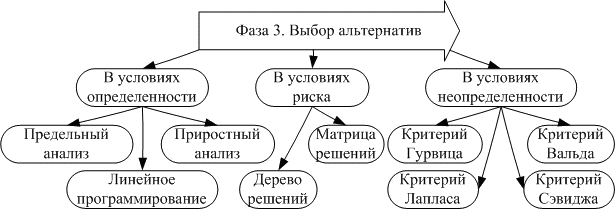 Фаза 3. Выбор альтернатив
В условиях
определенности
В условиях
риска
В условиях
неопределенности
Предельный
анализ
Приростный
анализ
Линейное
программирование
Матрица
решений
Дерево
решений
Критерий
Гурвица
Критерий
Вальда
Критерий
Лапласа
Критерий
Сэвиджа